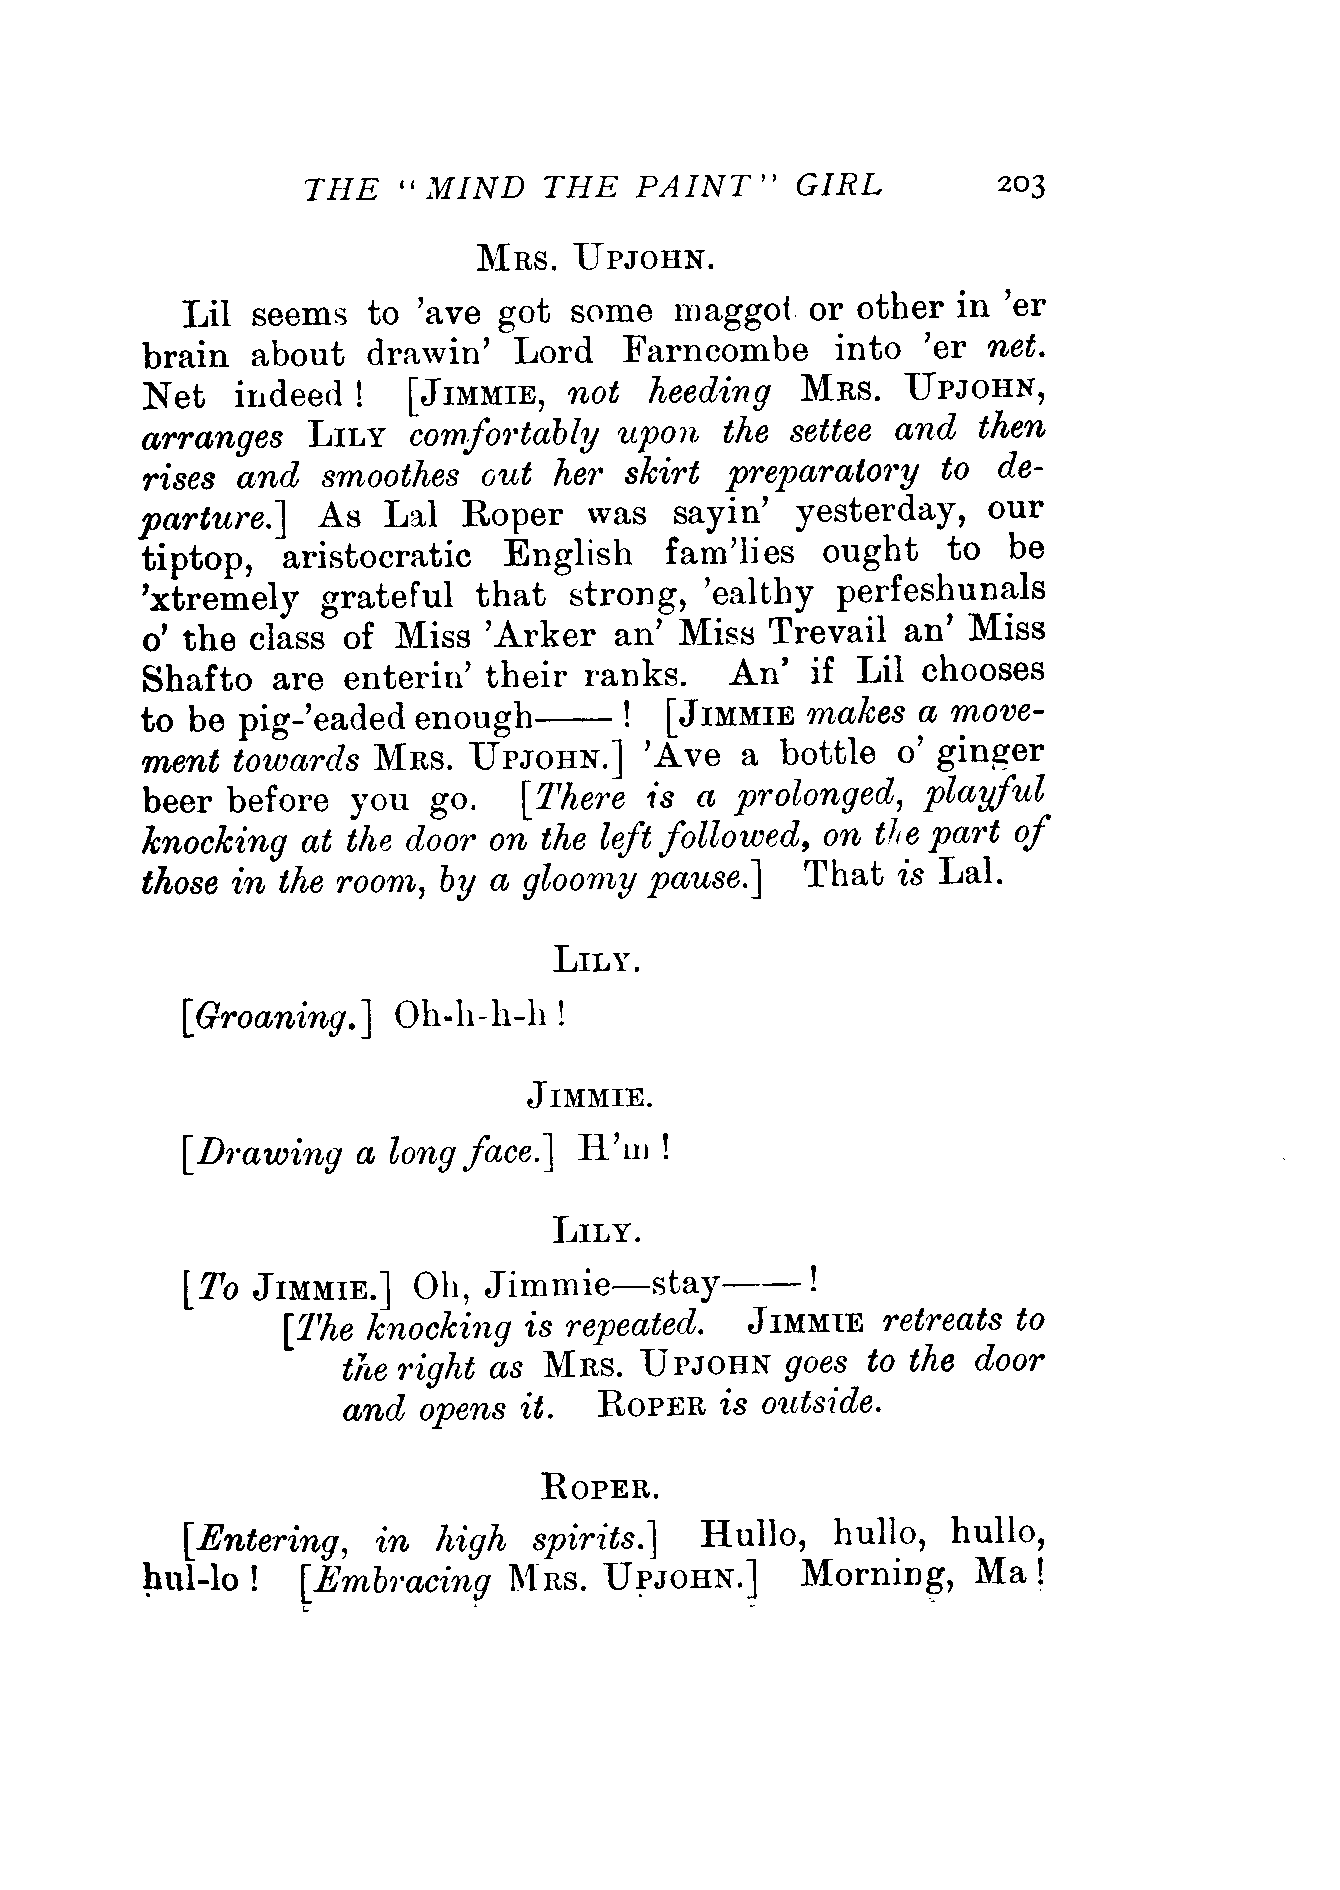 THE "MIND THE PAINT" GIRL 203
MRS. UPJOHN.
Lil seems to 'ave got some maggot or other in 'er
brain about drawin' Lord Farncombe into 'er net.
Net indeed! [JIMMIE, not heeding MRS. UPJOHN,
arranges LILY comfortably upon the settee and then
rises and smoothes out her skirt preparatory to de-
parture.] As Lal Roper was sayin' yesterday, our
tiptop, aristocratic English fam'lies ought to be
'xtremely grateful that strong, 'ealthy perfeshunals
o' the class of Miss 'Arker an' Miss Trevail an' Miss
Shafto are enterin' their ranks. An' if Lil chooses
to be pig-'eaded enough——! [JIMMIE makes a move-
ment towards MRS. UPJOHN.] 'Ave a bottle o' ginger
beer before you go. [There is a prolonged, playful
knocking at the door on the left followed, on the part of
those in the room, by a gloomy pause.] That is Lal.
LILY.
[Groaning.] Oh-h-h-h!
JIMMIE.
[Drawing a long face.] H'm!
LILY.
[To JIMMIE.] Oh, Jimmie—stay——!
[The knocking is repeated. JIMMIE retreats to
the right as MRS. UPJOHN goes to the door
and opens it. ROPER is outside.
ROPER.
[Entering, in high spirits.] Hullo, hullo, hullo,
hul-lo! [Embracing MRS. UPJOHN.] Morning, Ma!